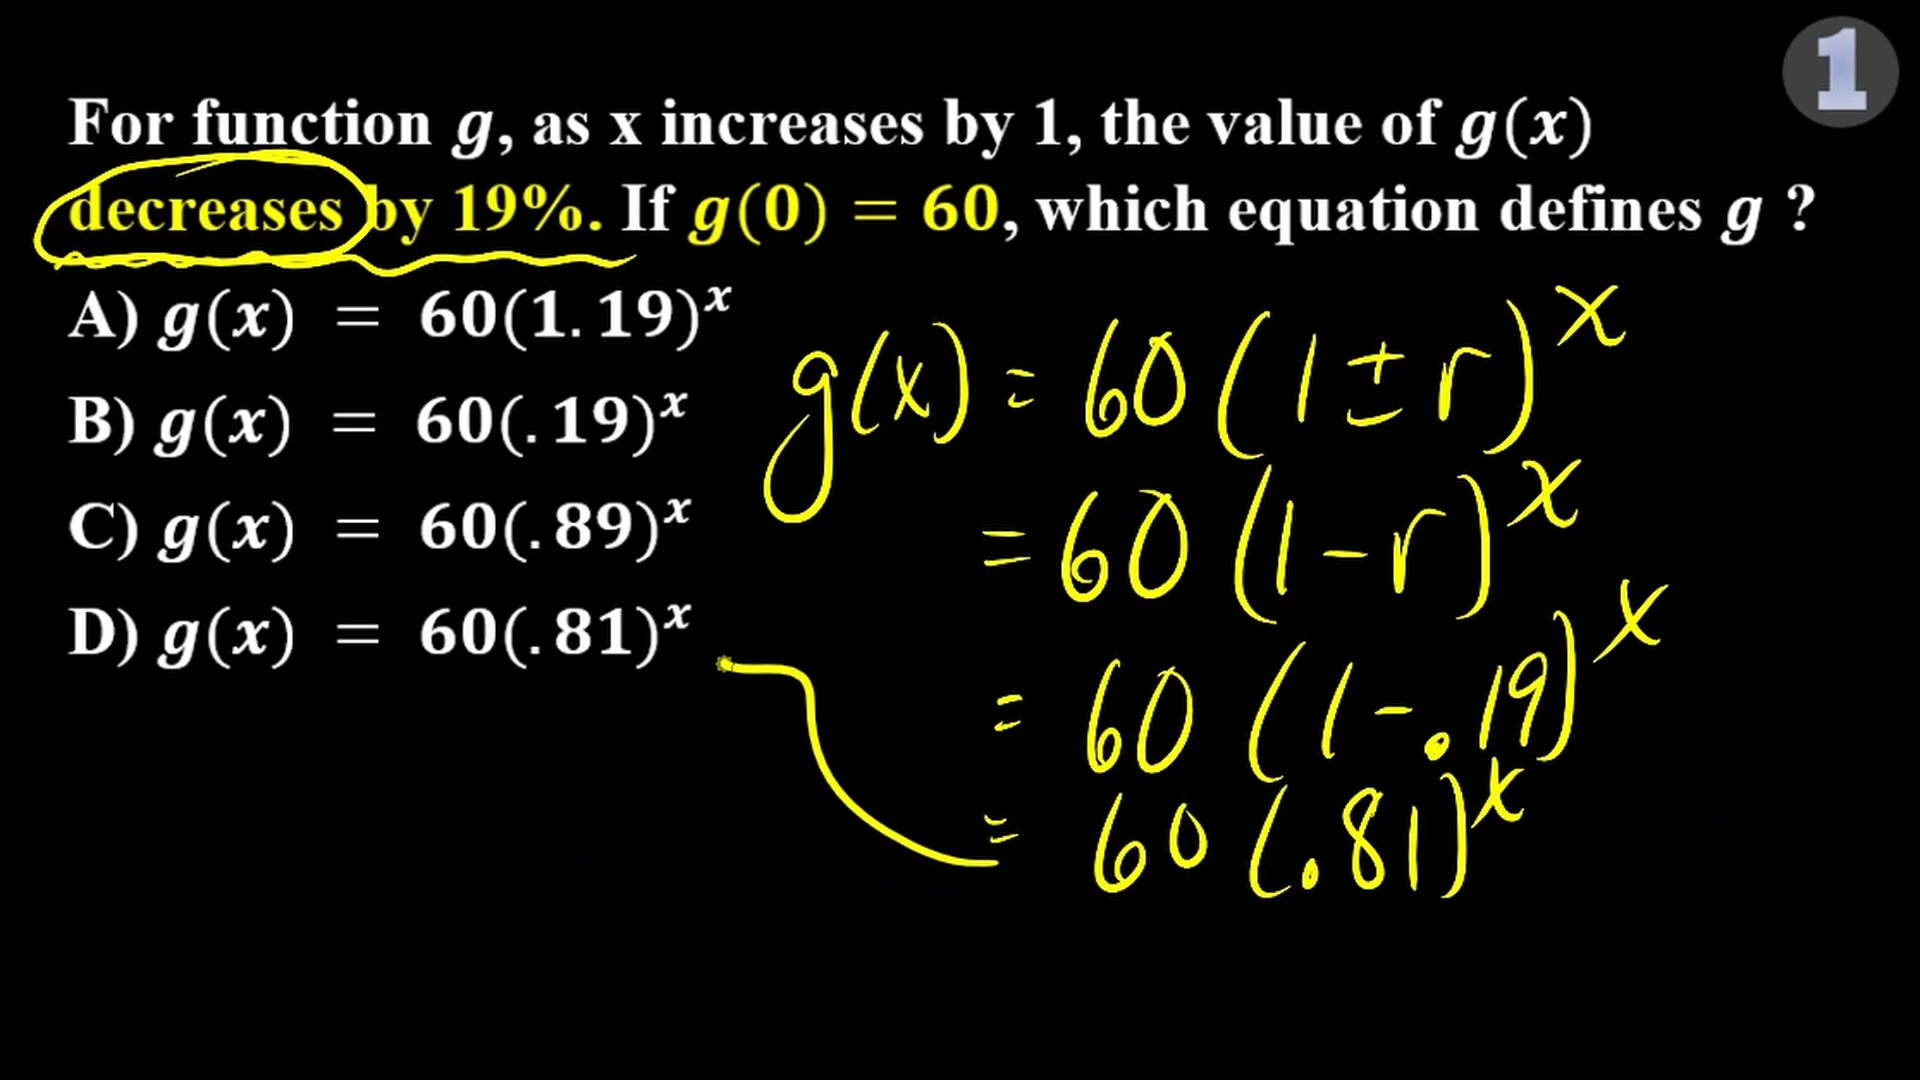 1
For function g, as x increases by 1, the value of g(x)
decreases by 19%. If g(0) = 60, which equation defines g ?
A) g(x) = 60(1.19)ˣ
B) g(x) = 60(.19)ˣ
C) g(x) = 60(.89)ˣ
D) g(x) = 60(.81)ˣ
g(x) = 60(1±r)ˣ
= 60(1-r)ˣ
= 60(1-.19)ˣ
= 60(.81)ˣ